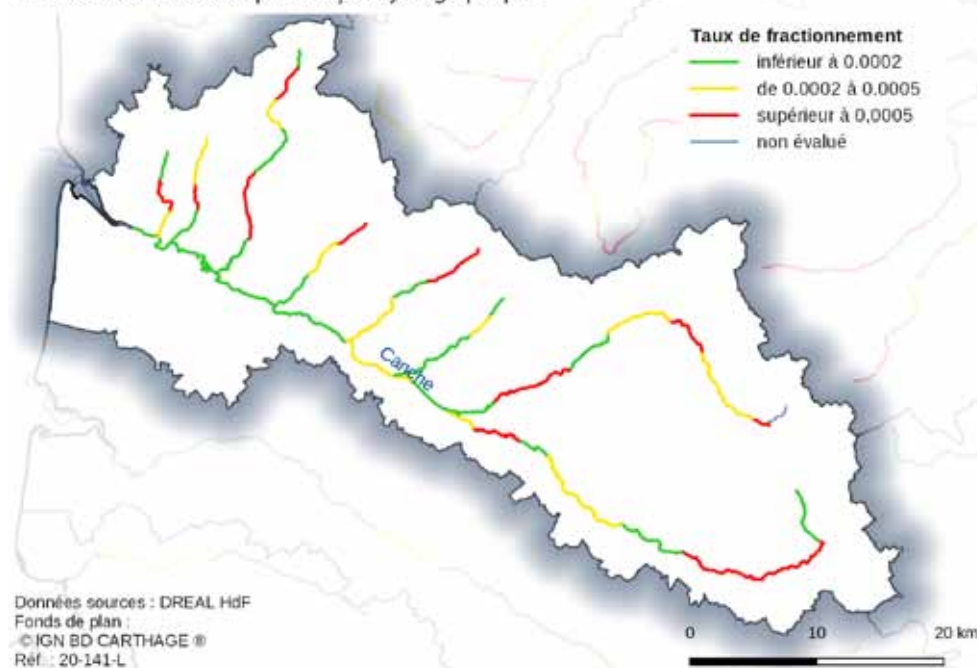 Taux de fractionnement
inférieur à 0.0002
de 0.0002 à 0.0005
supérieur à 0,0005
non évalué
Canche
Données sources : DREAL HdF
Fonds de plan :
© IGN BD CARTHAGE ®
Réf. : 20-141-L
0 10 20 km